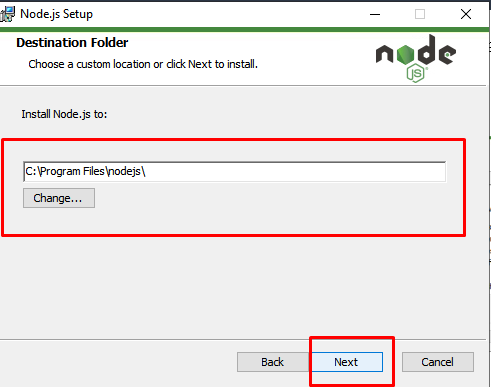 Node.js Setup
Destination Folder
Choose a custom location or click Next to install.
node
JS
Install Node.js to:
C:\Program Files\nodejs\
Change...
Back
Next
Cancel